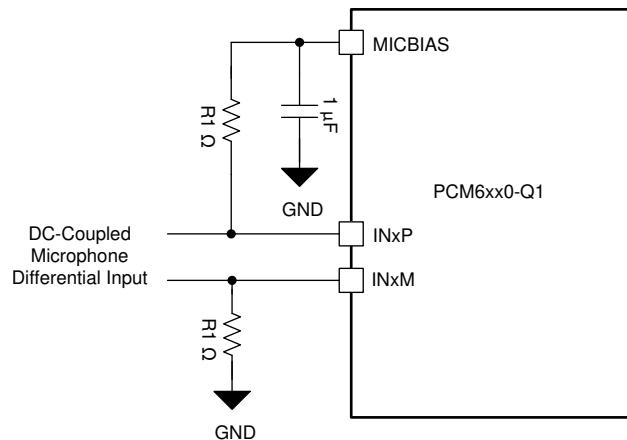 MICBIAS
R1 Ω
1 µF
GND
PCM6xx0-Q1
DC-Coupled
Microphone
Differential Input
INxP
INxM
R1 Ω
GND